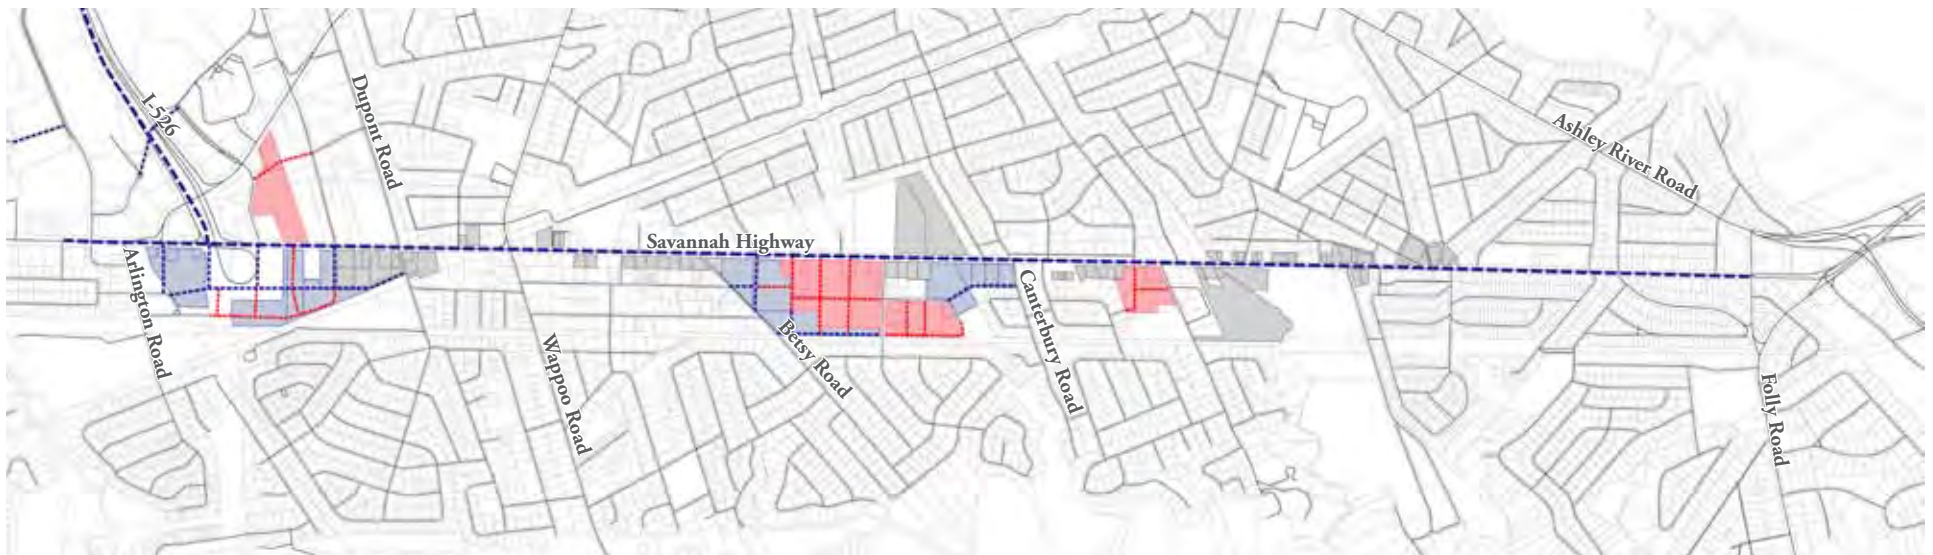 I-526
Dupont Road
Ashley River Road
Savannah Highway
Arlington Road
Canterbury Road
Betsy Road
Wappoo Road
Folly Road